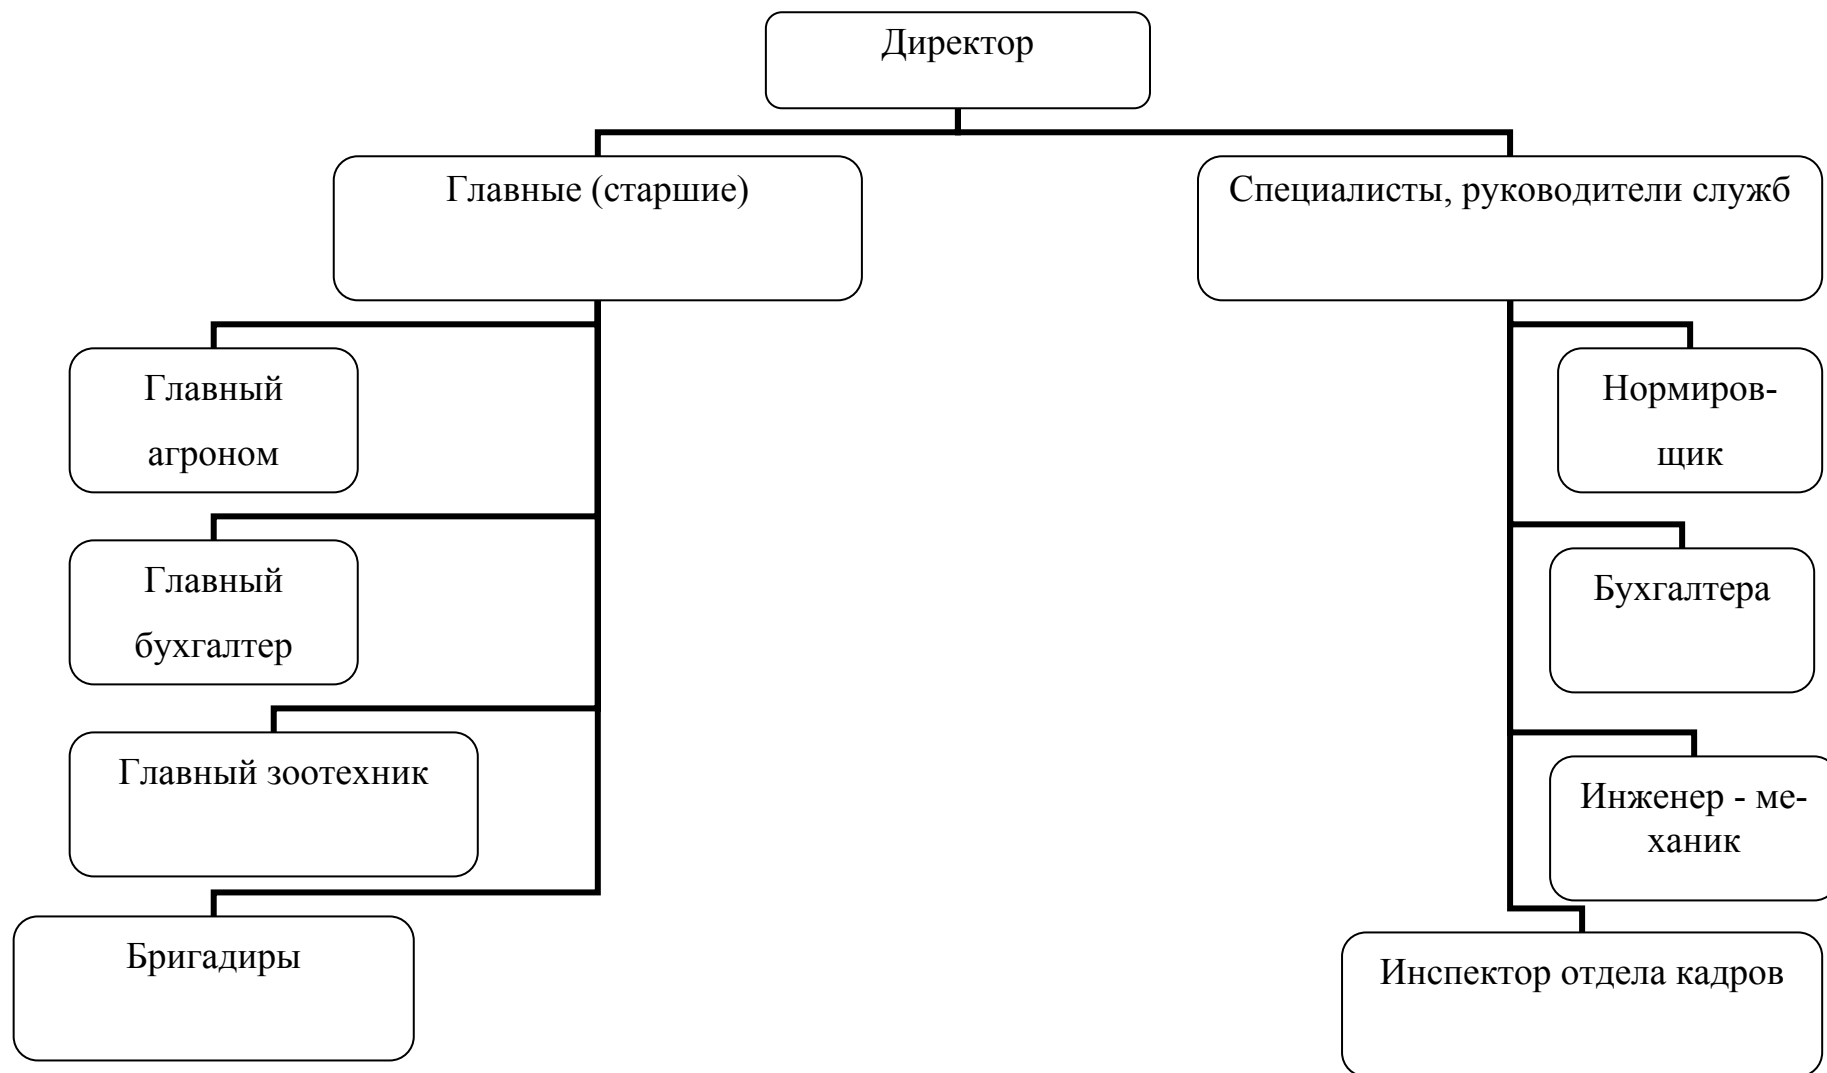 Директор
Главные (старшие)
Специалисты, руководители служб
Главный
агроном
Главный
бухгалтер
Главный зоотехник
Бригадиры
Нормиров-
щик
Бухгалтера
Инженер - ме-
ханик
Инспектор отдела кадров